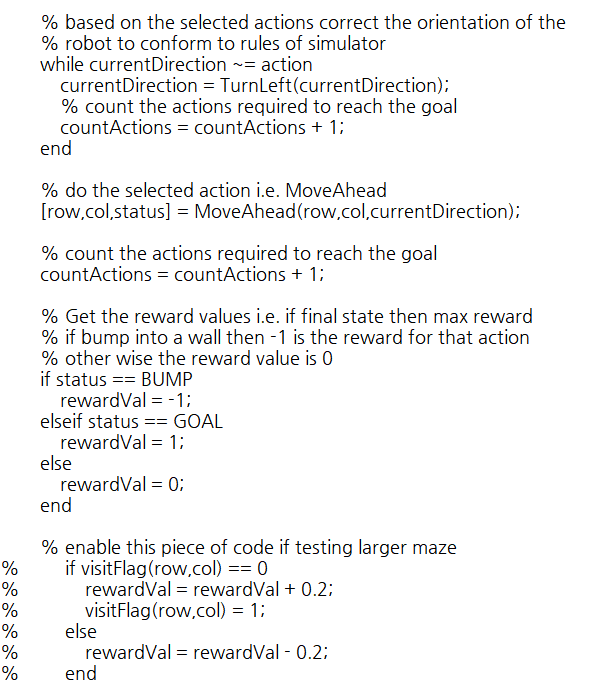 % based on the selected actions correct the orientation of the
% robot to conform to rules of simulator
while currentDirection ~= action
currentDirection = TurnLeft(currentDirection);
% count the actions required to reach the goal
countActions = countActions + 1;
end
% do the selected action i.e. MoveAhead
[row,col,status] = MoveAhead(row,col,currentDirection);
% count the actions required to reach the goal
countActions = countActions + 1;
% Get the reward values i.e. if final state then max reward
% if bump into a wall then -1 is the reward for that action
% other wise the reward value is 0
if status == BUMP
rewardVal = -1;
elseif status == GOAL
rewardVal = 1;
else
rewardVal = 0;
end
% enable this piece of code if testing larger maze
% if visitFlag(row,col) == 0
% rewardVal = rewardVal + 0.2;
% visitFlag(row,col) = 1;
% else
% rewardVal = rewardVal - 0.2;
% end